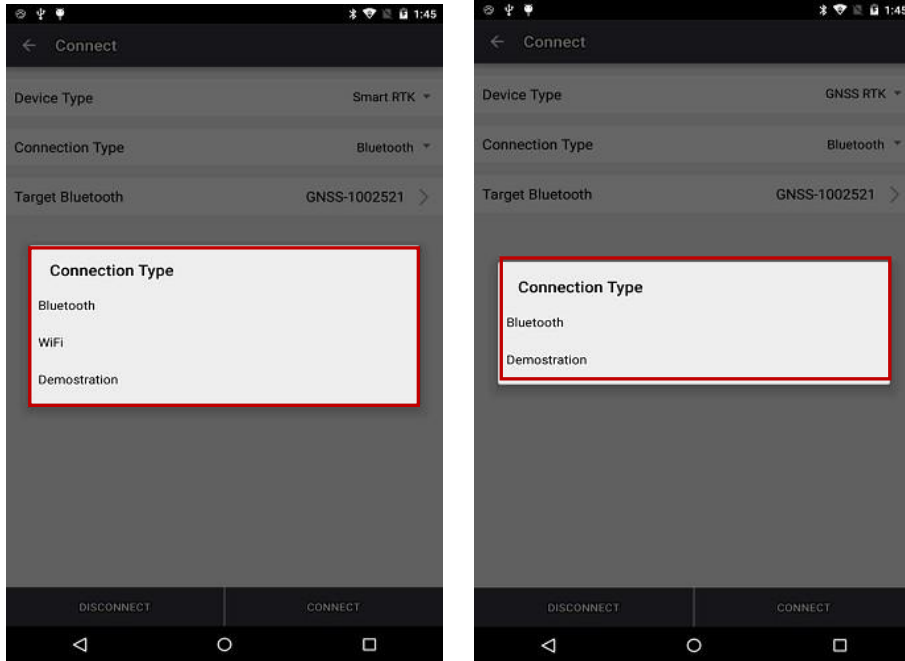 1:45
Connect
Device Type Smart RTK
Connection Type Bluetooth
Target Bluetooth GNSS-1002521
Connection Type
Bluetooth
WiFi
Demostration
DISCONNECT CONNECT
1:45
Connect
Device Type GNSS RTK
Connection Type Bluetooth
Target Bluetooth GNSS-1002521
Connection Type
Bluetooth
Demostration
DISCONNECT CONNECT